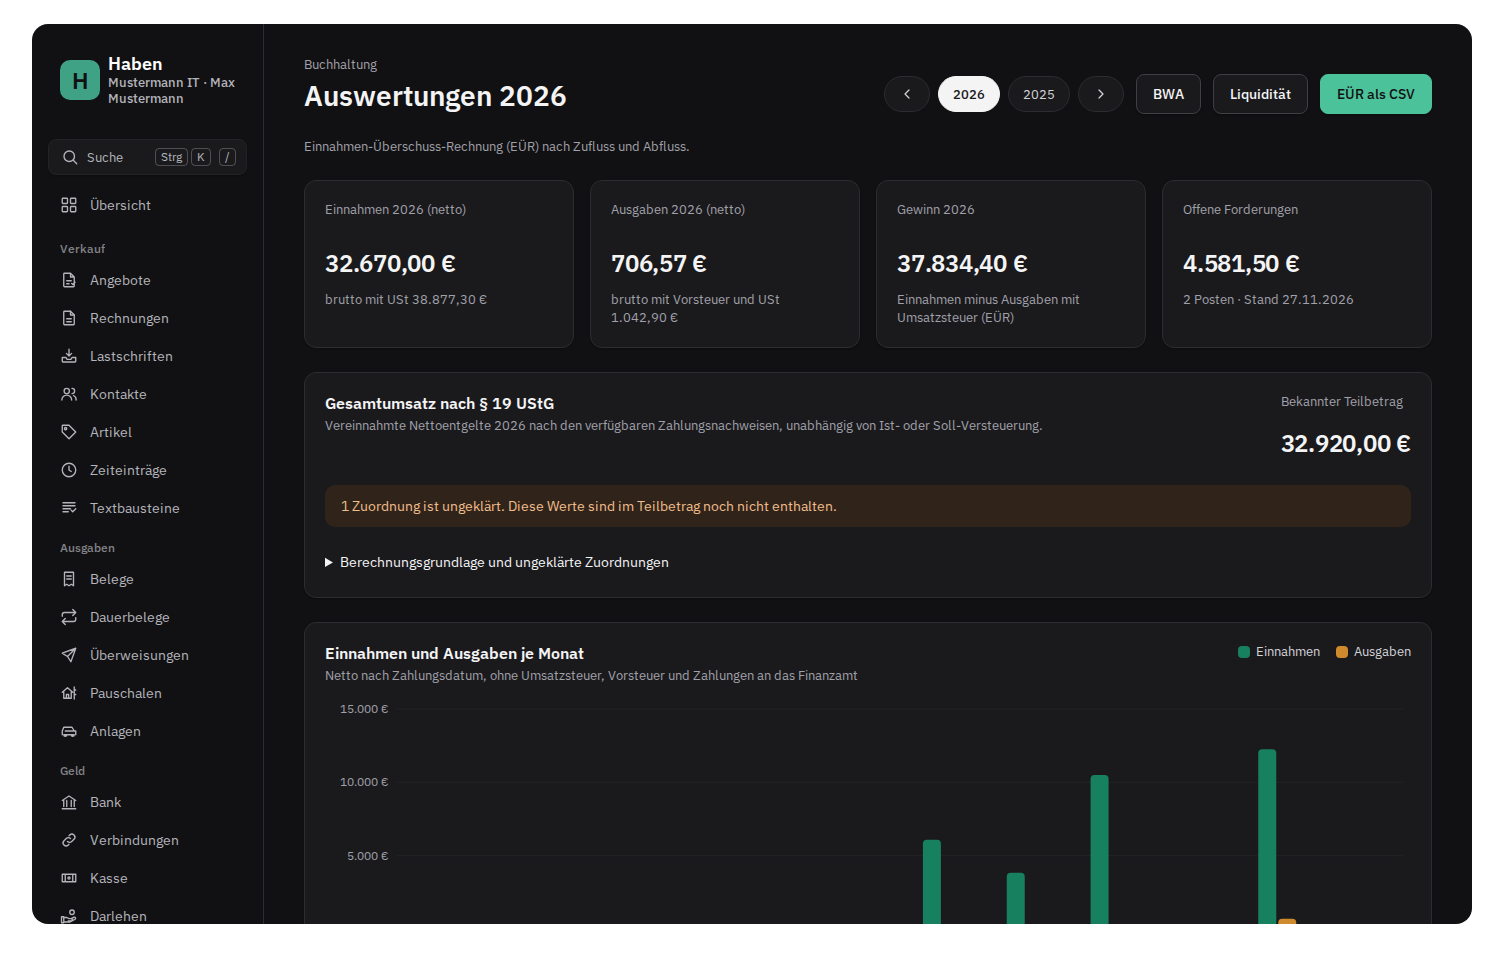 H
Haben
Mustermann IT · Max
Mustermann
Suche Strg K /
Übersicht
Verkauf
Angebote
Rechnungen
Lastschriften
Kontakte
Artikel
Zeiteinträge
Textbausteine
Ausgaben
Belege
Dauerbelege
Überweisungen
Pauschalen
Anlagen
Geld
Bank
Verbindungen
Kasse
Darlehen
Buchhaltung
Auswertungen 2026
2026 2025 BWA Liquidität EÜR als CSV
Einnahmen-Überschuss-Rechnung (EÜR) nach Zufluss und Abfluss.
Einnahmen 2026 (netto)
32.670,00 €
brutto mit USt 38.877,30 €
Ausgaben 2026 (netto)
706,57 €
brutto mit Vorsteuer und USt
1.042,90 €
Gewinn 2026
37.834,40 €
Einnahmen minus Ausgaben mit
Umsatzsteuer (EÜR)
Offene Forderungen
4.581,50 €
2 Posten · Stand 27.11.2026
Gesamtumsatz nach § 19 UStG
Vereinnahmte Nettoentgelte 2026 nach den verfügbaren Zahlungsnachweisen, unabhängig von Ist- oder Soll-Versteuerung.
Bekannter Teilbetrag
32.920,00 €
1 Zuordnung ist ungeklärt. Diese Werte sind im Teilbetrag noch nicht enthalten.
Berechnungsgrundlage und ungeklärte Zuordnungen
Einnahmen und Ausgaben je Monat
Netto nach Zahlungsdatum, ohne Umsatzsteuer, Vorsteuer und Zahlungen an das Finanzamt
Einnahmen Ausgaben
15.000 €
10.000 €
5.000 €